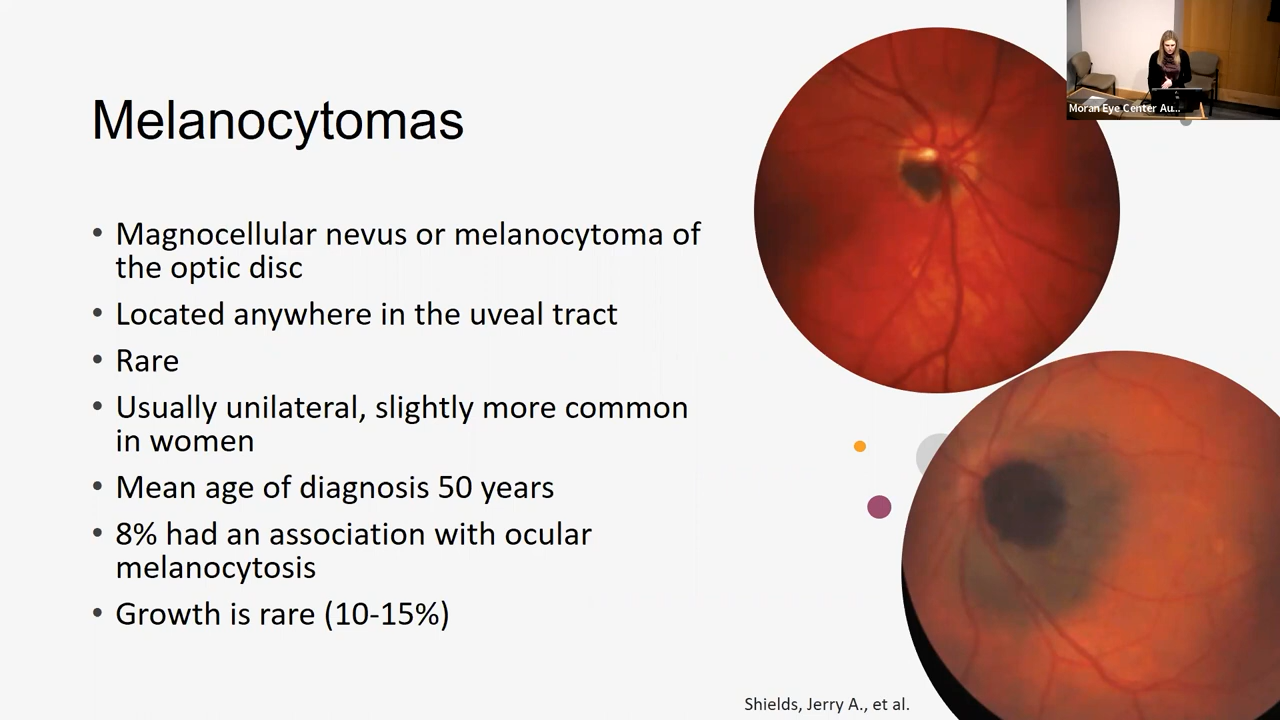 Melanocytomas
• Magnocellular nevus or melanocytoma of
the optic disc
• Located anywhere in the uveal tract
• Rare
• Usually unilateral, slightly more common
in women
• Mean age of diagnosis 50 years
• 8% had an association with ocular
melanocytosis
• Growth is rare (10-15%)
Shields, Jerry A., et al.
Moran Eye Center Au...